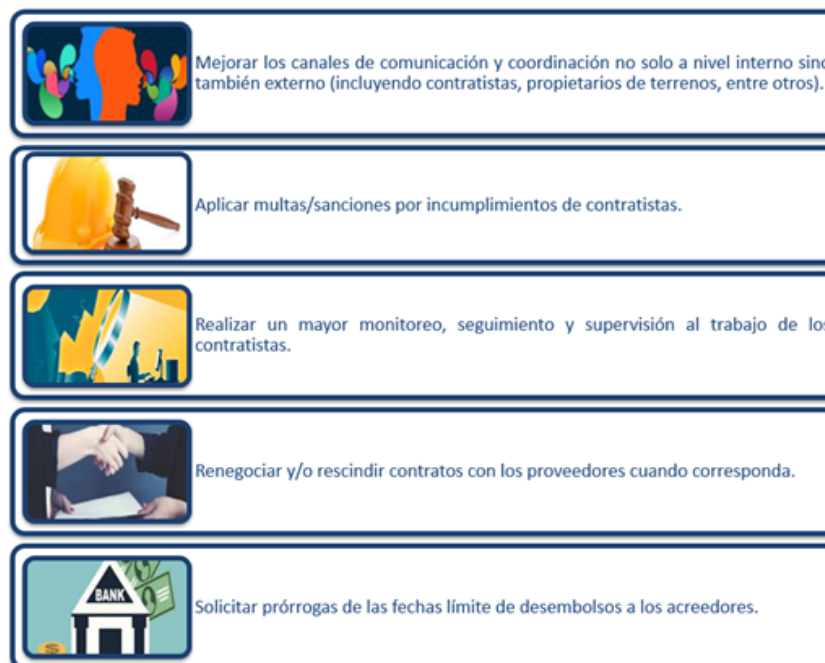 Mejorar los canales de comunicación y coordinación no solo a nivel interno sino
también externo (incluyendo contratistas, propietarios de terrenos, entre otros).
Aplicar multas/sanciones por incumplimientos de contratistas.
Realizar un mayor monitoreo, seguimiento y supervisión al trabajo de los
contratistas.
Renegociar y/o rescindir contratos con los proveedores cuando corresponda.
BANK
Solicitar prórrogas de las fechas límite de desembolsos a los acreedores.